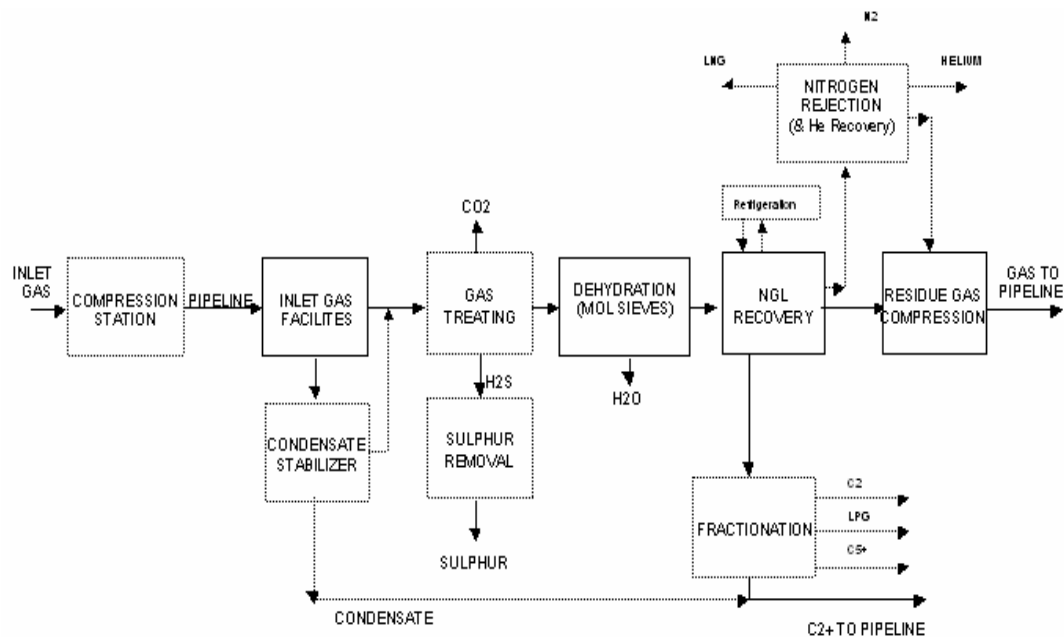 N2
LNG
HELIUM
NITROGEN
REJECTION
(& He Recovery)
Refrigeration
CO2
INLET
GAS
COMPRESSION
STATION
PIPELINE
INLET GAS
FACILITES
GAS
TREATING
DEHYDRATION
(MOL SIEVES)
NGL
RECOVERY
RESIDUE GAS
COMPRESSION
GAS TO
PIPELINE
H2S
H2O
CONDENSATE
STABILIZER
SULPHUR
REMOVAL
C2
LPG
C5+
FRACTIONATION
SULPHUR
CONDENSATE
C2+ TO PIPELINE